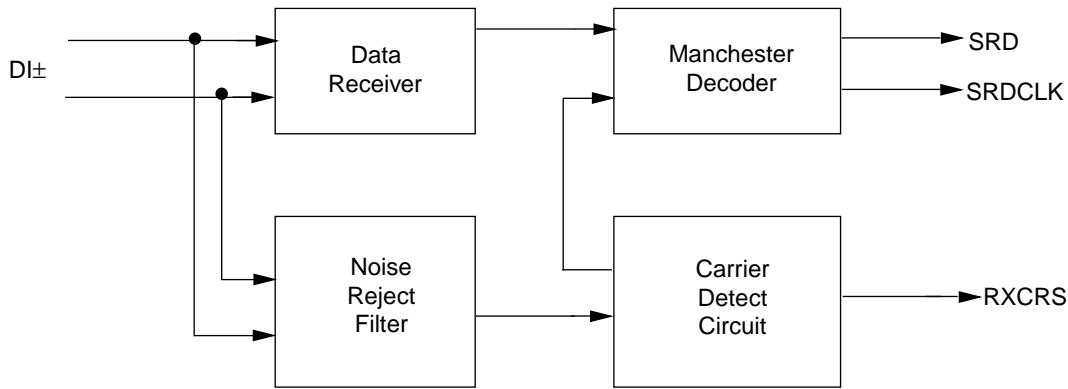 DI±
Data
Receiver
Manchester
Decoder
SRD
SRDCLK
Noise
Reject
Filter
Carrier
Detect
Circuit
RXCRS